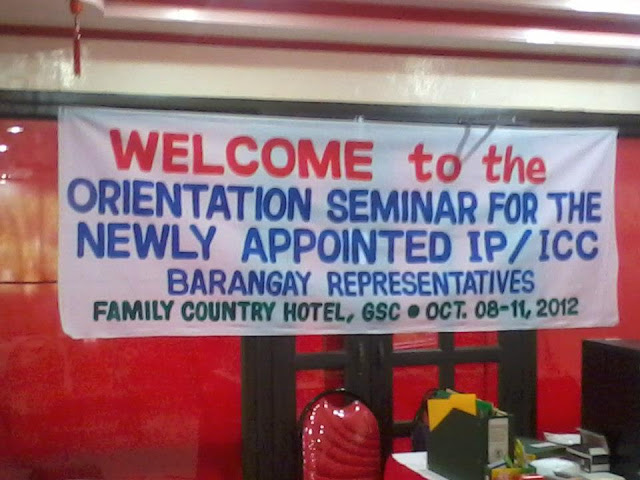 WELCOME to the
ORIENTATION SEMINAR FOR THE
NEWLY APPOINTED IP/ICC
BARANGAY REPRESENTATIVES
FAMILY COUNTRY HOTEL, GSC • OCT. 08-11, 2012